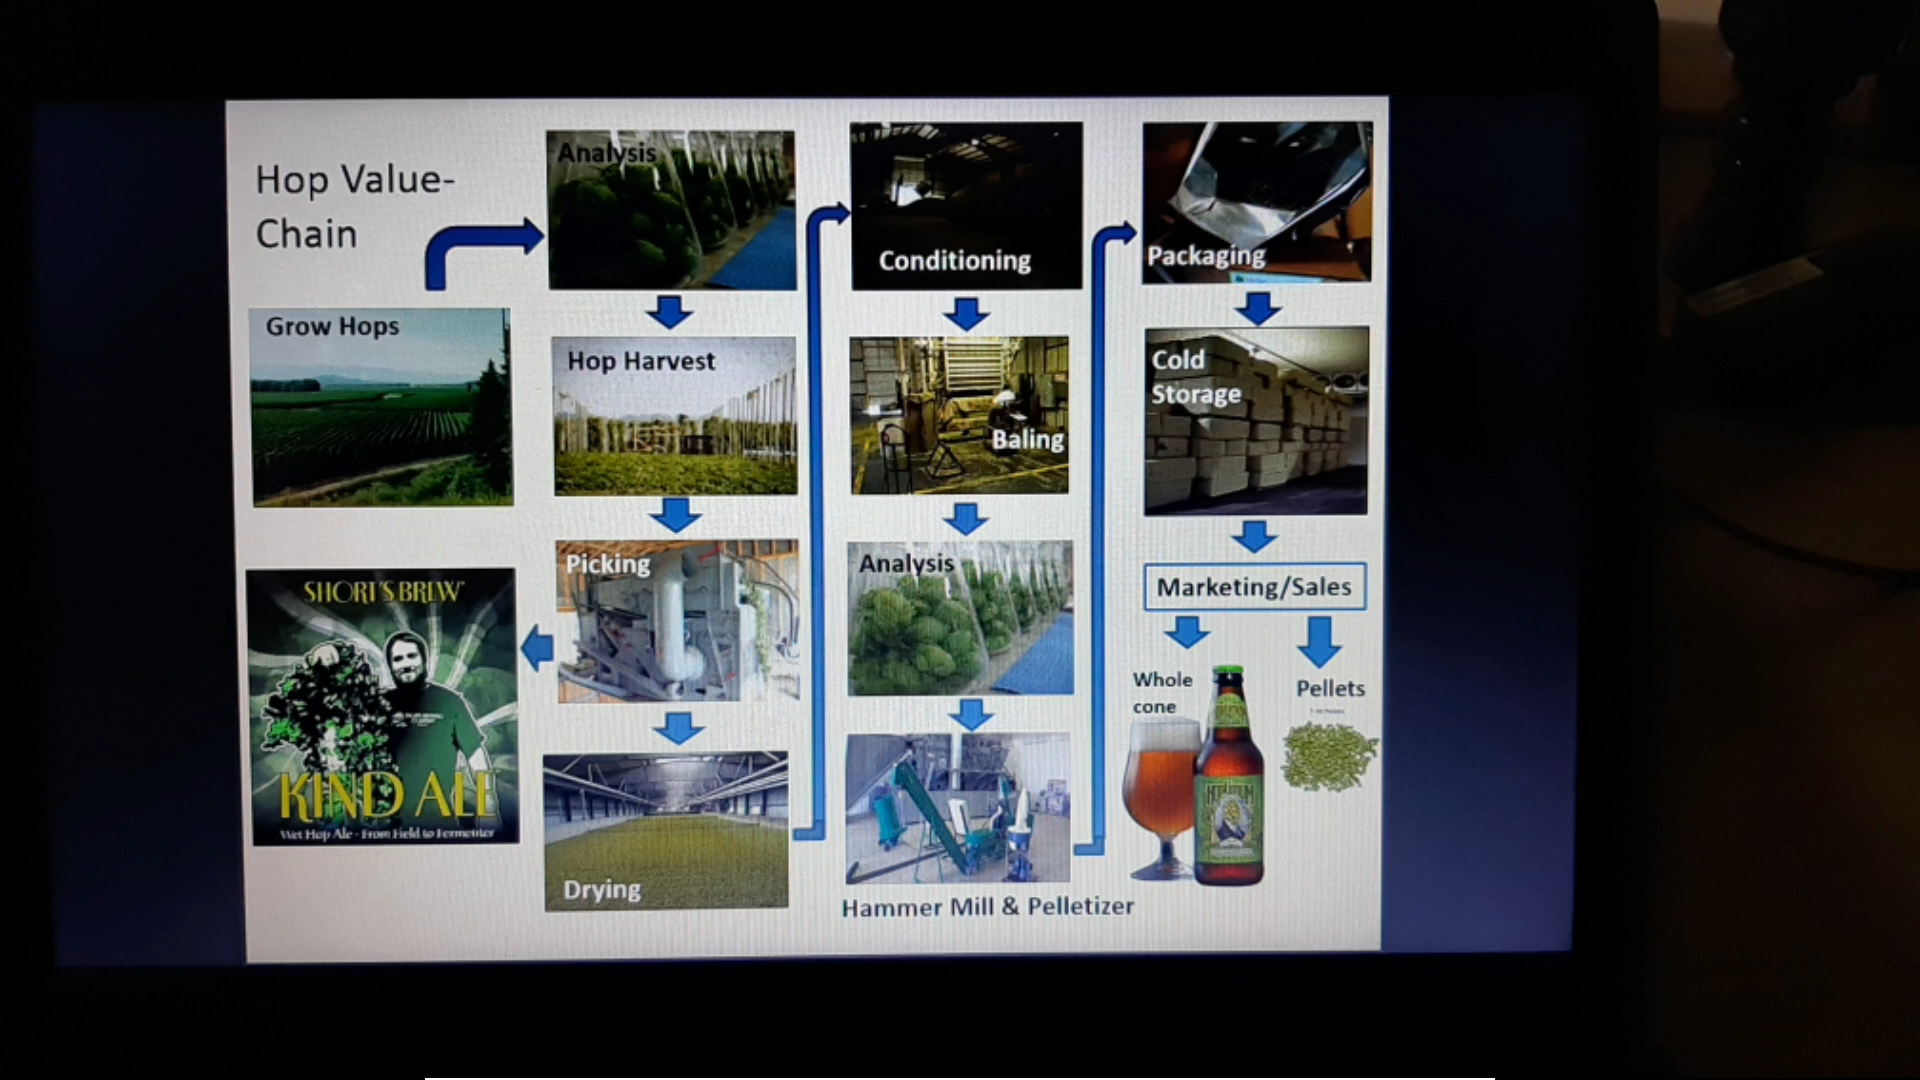 Hop Value-
Chain
Grow Hops
Analysis
Hop Harvest
Picking
SHORT'S BREW
KIND ALE
Wet Hop Ale - From Field to Fermenter
Drying
Conditioning
Baling
Analysis
Hammer Mill & Pelletizer
Packaging
Cold
Storage
Marketing/Sales
Whole
cone
Pellets